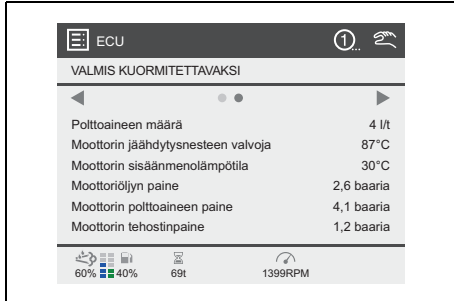 ECU 1...
VALMIS KUORMITETTAVAKSI
Polttoaineen määrä 4 l/t
Moottorin jäähdytysnesteen valvoja 87°C
Moottorin sisäänmenolämpötila 30°C
Moottoriöljyn paine 2,6 baaria
Moottorin polttoaineen paine 4,1 baaria
Moottorin tehostinpaine 1,2 baaria
60% 40% 69t 1399RPM